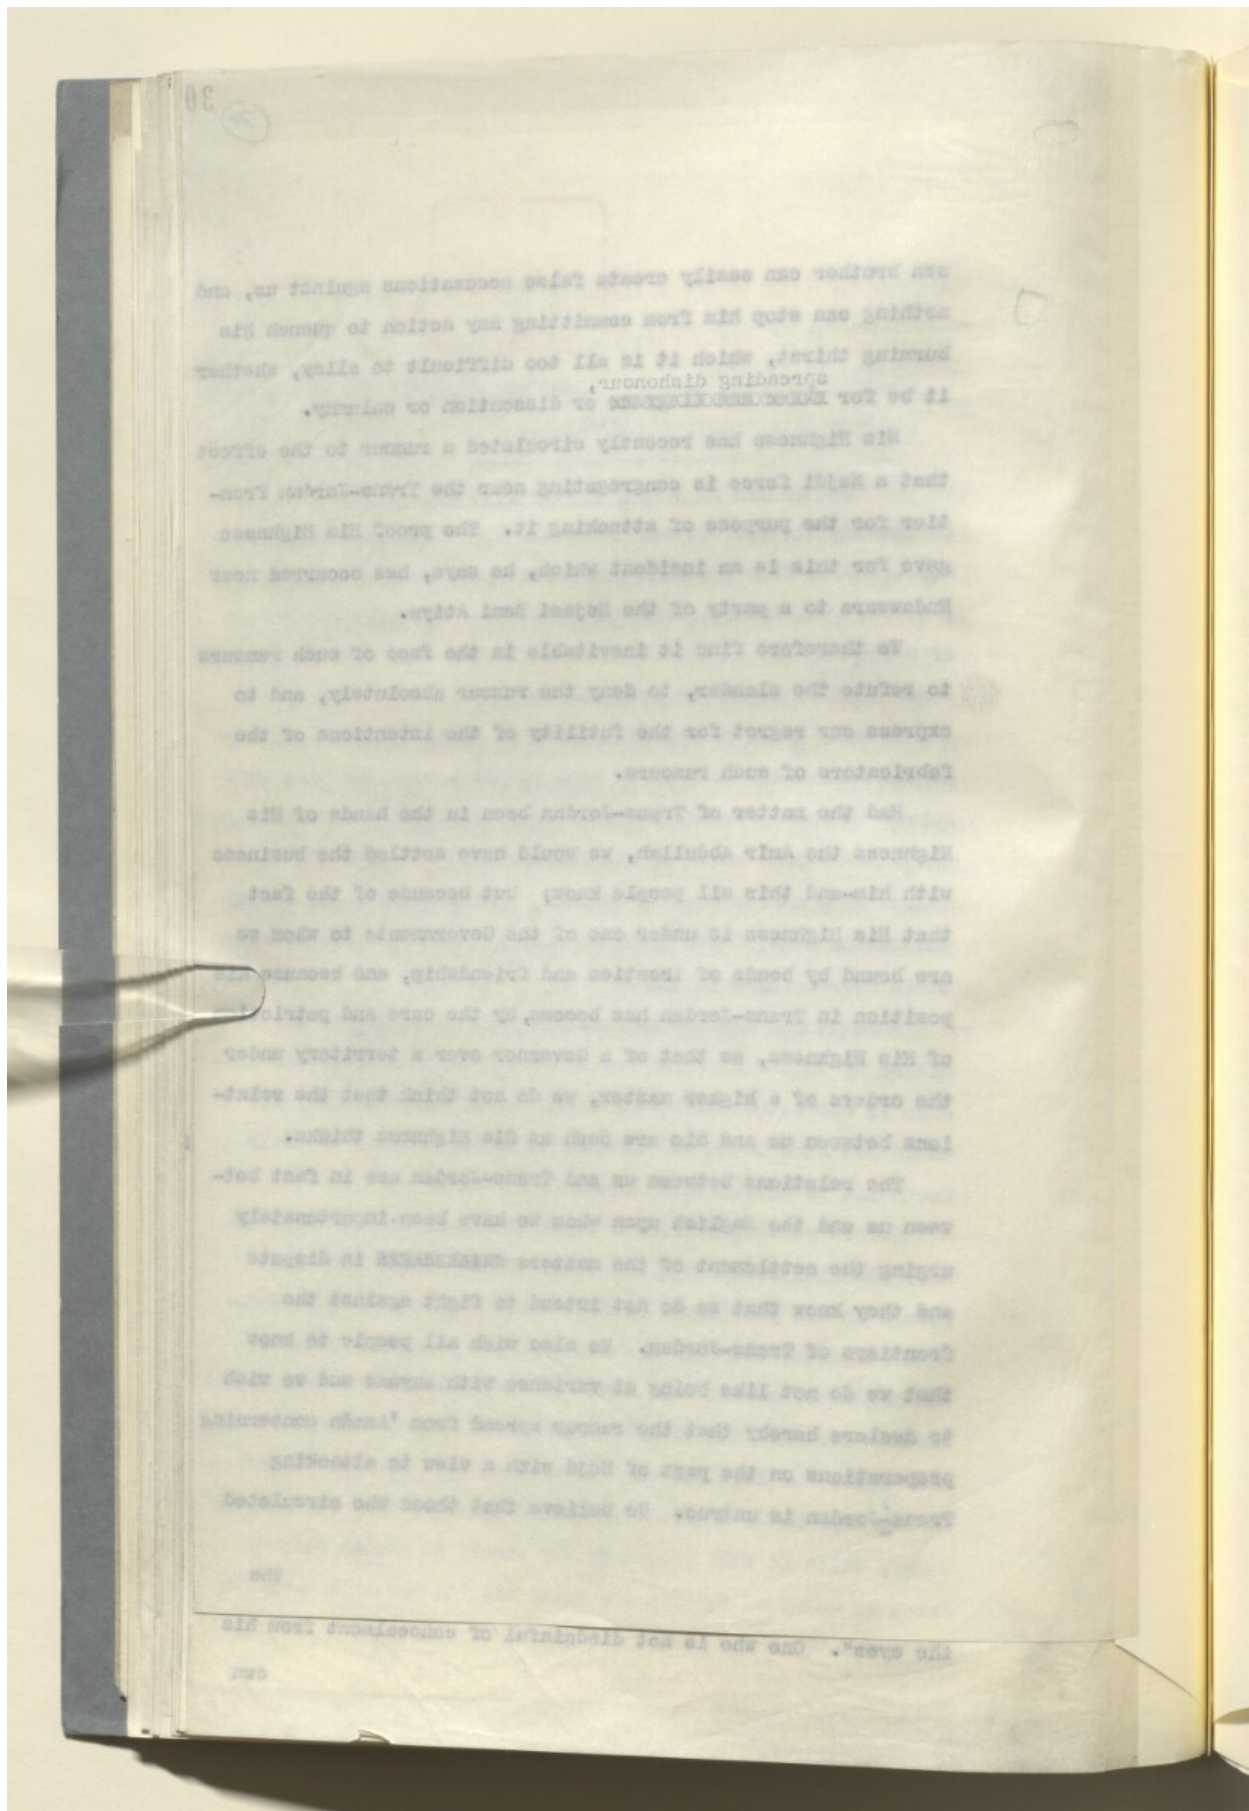 30
own brother can easily create false accusations against us, and
nothing can stop him from committing any action to quench his
burning thirst, which it is all too difficult to allay, whether
spreading dishonour,
it be for or dissention or calumny.
His Highness has recently circulated a rumour to the effect
that a Nejdi force is congregating near the Trans-Jordan fron-
tier for the purpose of attacking it. The proof His Highness
gave for this is an incident which, he says, has occurred near
Mudawwara to a party of the Hejazi Beni Atiya.
We therefore find it inevitable in the face of such rumours
to refute the slander, to deny the rumour absolutely, and to
express our regret for the futility of the intentions of the
fabricators of such rumours.
Had the matter of Trans-Jordan been in the hands of His
Highness the Amir Abdullah, we would have settled the business
with him-and this all people know; but because of the fact
that His Highness is under one of the Governments to whom we
are bound by bonds of treaties and friendship, and because his
position in Trans-Jordan has become, by the care and patriotism
of His Highness, as that of a Governor over a territory under
the orders of a higher master, we do not think that the relat-
ions between us and him are such as His Highness thinks.
The relations between us and Trans-Jordan are in fact bet-
ween us and the English upon whom we have been importunately
urging the settlement of the matters in dispute
and they know that we do not intend to fight against the
frontiers of Trans-Jordan. We also wish all people to know
that we do not like being at variance with anyone and we wish
to declare hereby that the rumour spread from 'Amman concerning
preparations on the part of Nejd with a view to attacking
Trans-Jordan is untrue. We believe that those who circulated
the
the eyes". One who is not disdainful of concealment from his
own